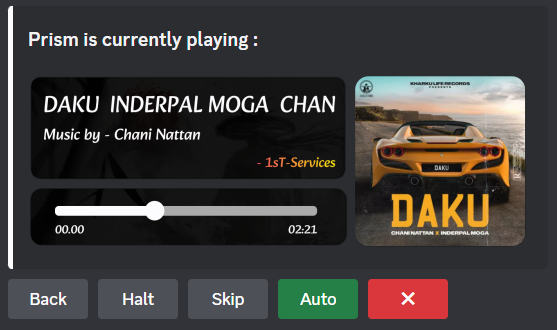 Prism is currently playing :
DAKU INDERPAL MOGA CHAN
Music by - Chani Nattan
- 1sT-Services
00.00 02:21
KHARKU LIFE RECORDS
PRESENTS
DAKU
DAKU
CHANI NATTAN X INDERPAL MOGA
Back Halt Skip Auto ✕